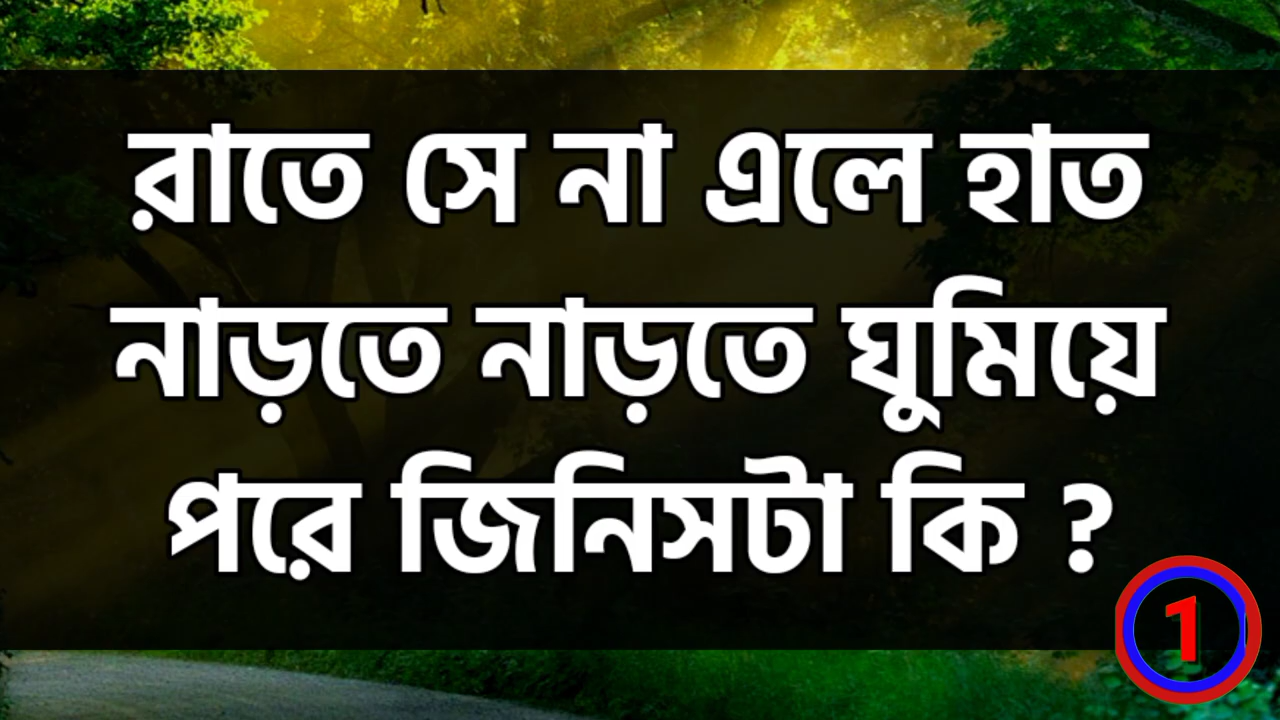 রাতে সে না এলে হাত
নাড়তে নাড়তে ঘুমিয়ে
পরে জিনিসটা কি ?
1